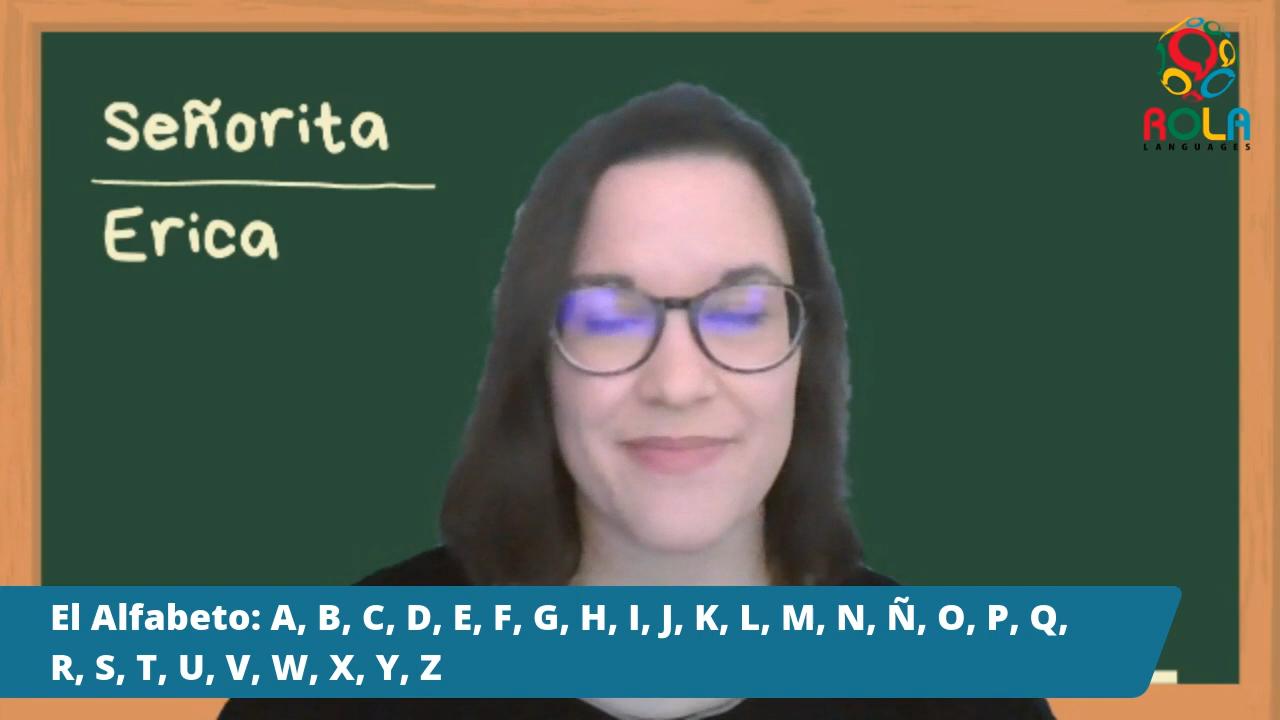 Señorita
Erica
ROLA
LANGUAGES
El Alfabeto: A, B, C, D, E, F, G, H, I, J, K, L, M, N, Ñ, O, P, Q,
R, S, T, U, V, W, X, Y, Z